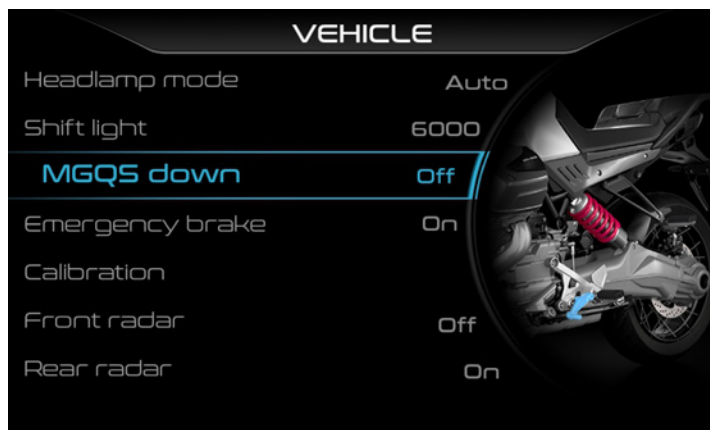 VEHICLE
Headlamp mode Auto
Shift light 6000
MGQS down Off
Emergency brake On
Calibration
Front radar Off
Rear radar On